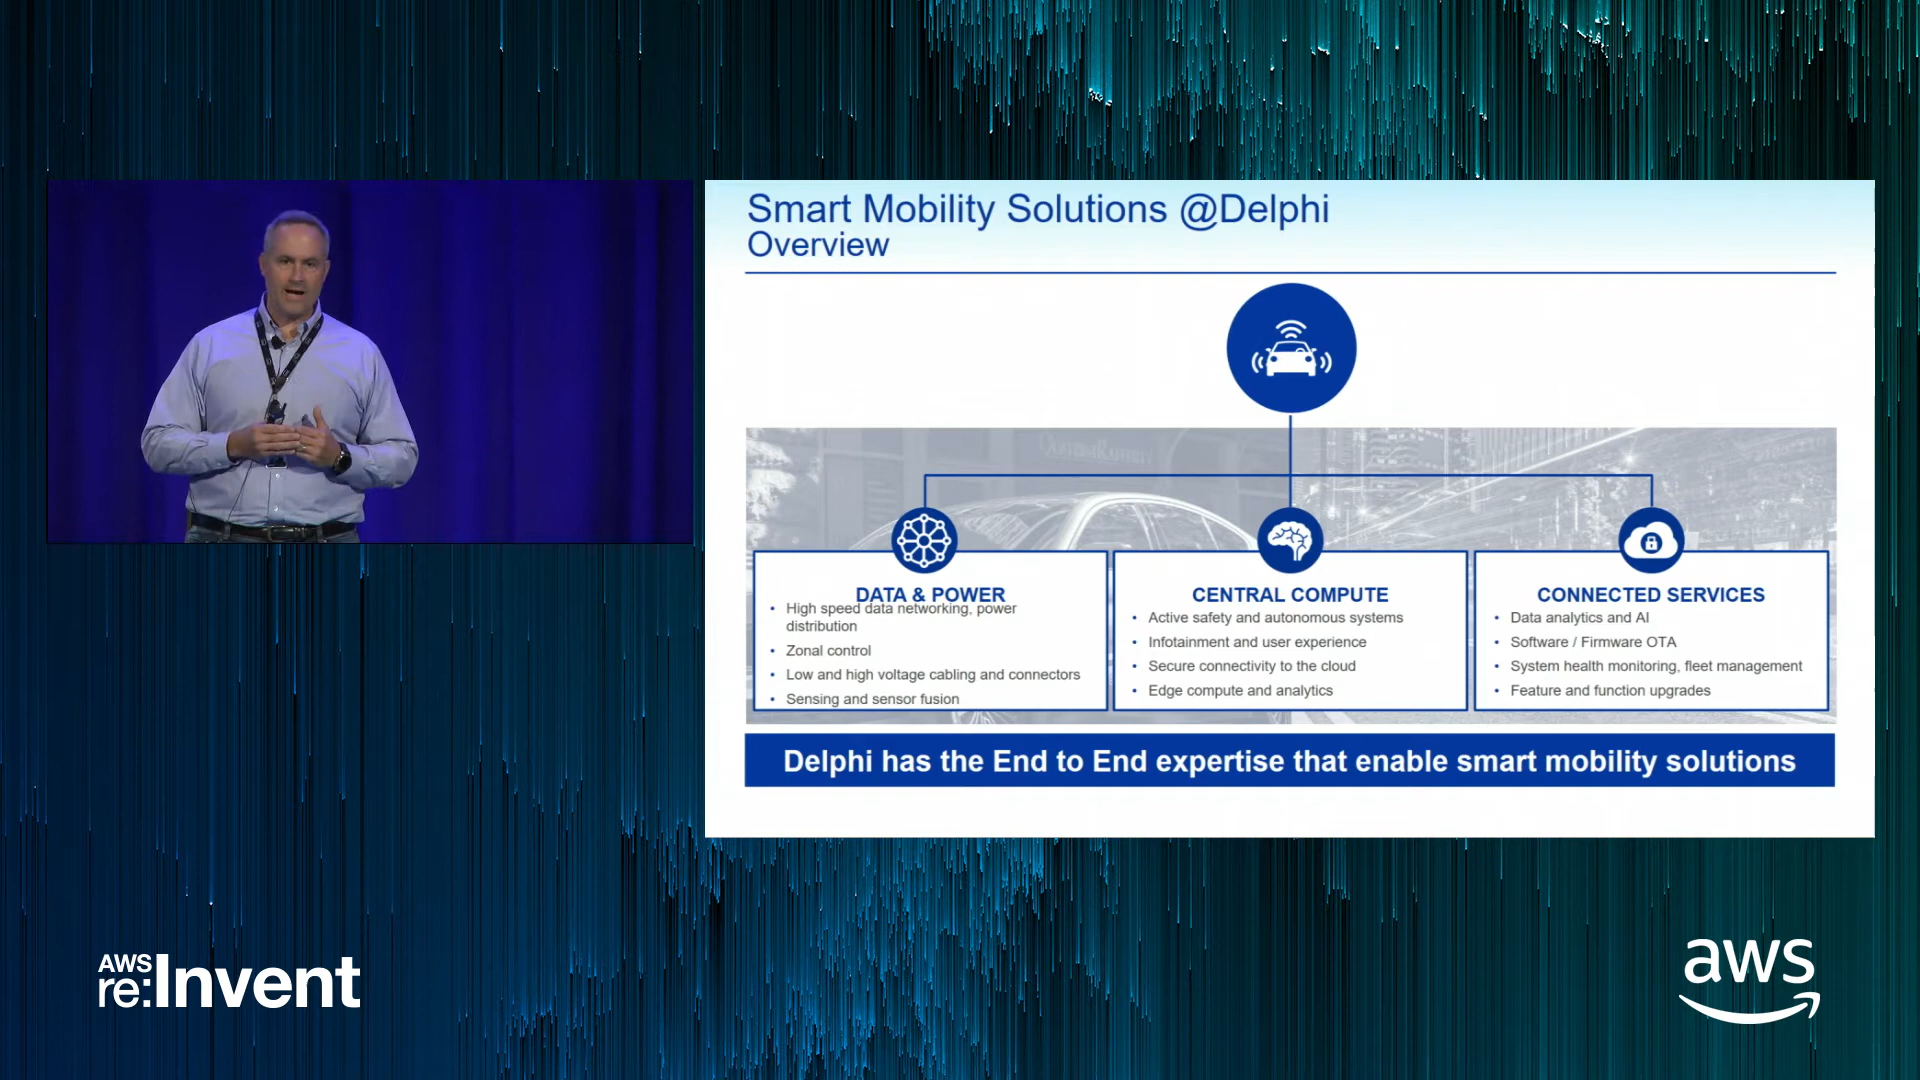 Smart Mobility Solutions @Delphi
Overview
DATA & POWER
• High speed data networking, power
distribution
• Zonal control
• Low and high voltage cabling and connectors
• Sensing and sensor fusion
CENTRAL COMPUTE
• Active safety and autonomous systems
• Infotainment and user experience
• Secure connectivity to the cloud
• Edge compute and analytics
CONNECTED SERVICES
• Data analytics and AI
• Software / Firmware OTA
• System health monitoring, fleet management
• Feature and function upgrades
Delphi has the End to End expertise that enable smart mobility solutions
AWS
re:Invent
aws